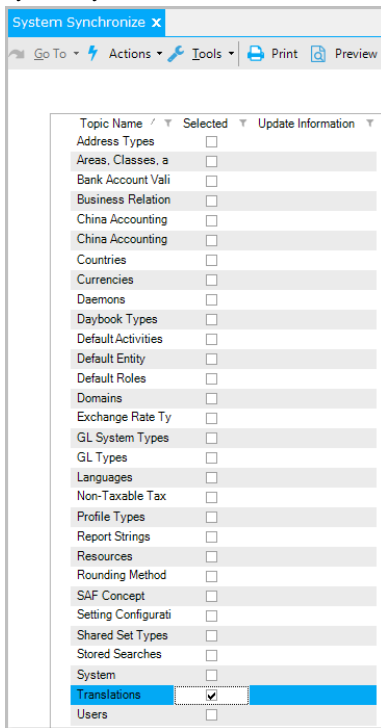 System Synchronize X
Go To Actions Tools Print Preview
Topic Name Selected Update Information
Address Types
Areas, Classes, a
Bank Account Vali
Business Relation
China Accounting
China Accounting
Countries
Currencies
Daemons
Daybook Types
Default Activities
Default Entity
Default Roles
Domains
Exchange Rate Ty
GL System Types
GL Types
Languages
Non-Taxable Tax
Profile Types
Report Strings
Resources
Rounding Method
SAF Concept
Setting Configurati
Shared Set Types
Stored Searches
System
Translations
Users